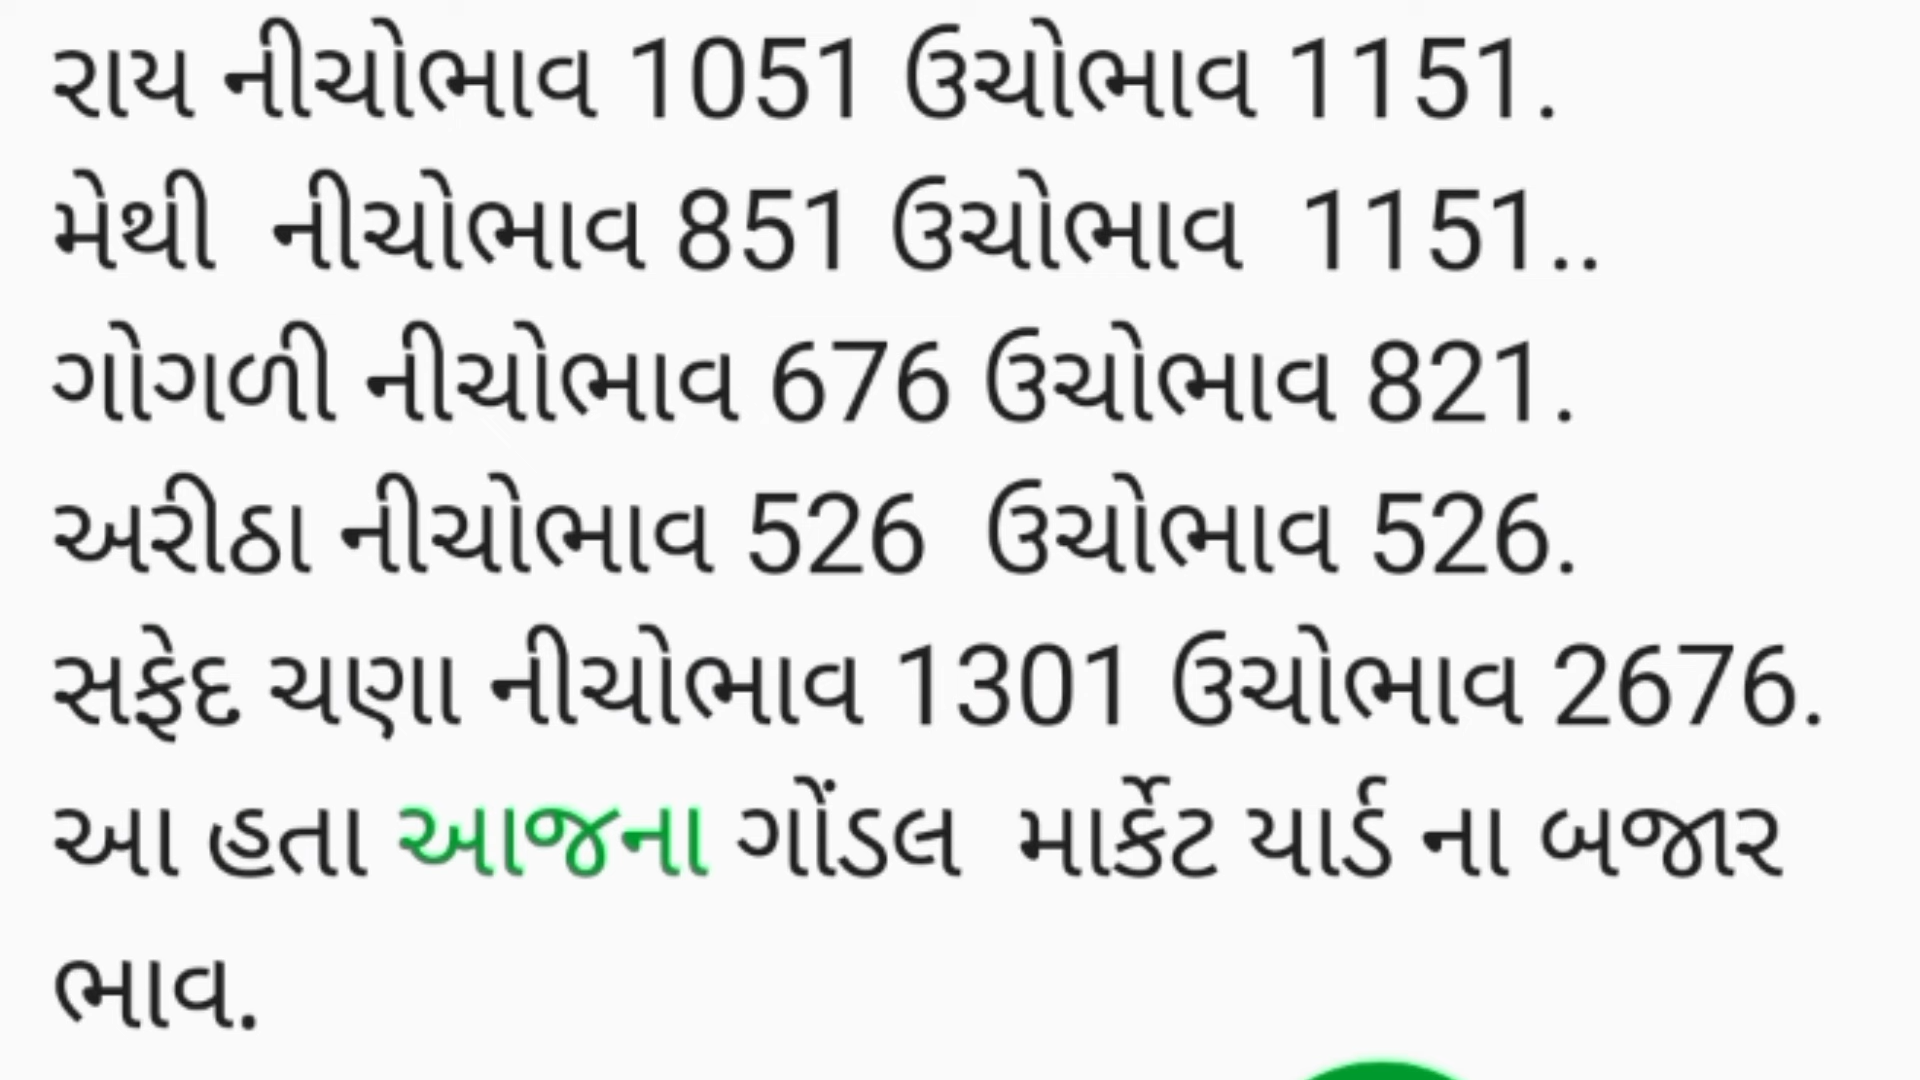 રાય નીચોભાવ 1051 ઉચોભાવ 1151.
મેથી  નીચોભાવ 851 ઉચોભાવ  1151..
ગોગળી નીચોભાવ 676 ઉચોભાવ 821.
અરીઠા નીચોભાવ 526  ઉચોભાવ 526.
સફેદ ચણા નીચોભાવ 1301 ઉચોભાવ 2676.
આ હતા આજના ગોંડલ  માર્કેટ યાર્ડ ના બજાર
ભાવ.